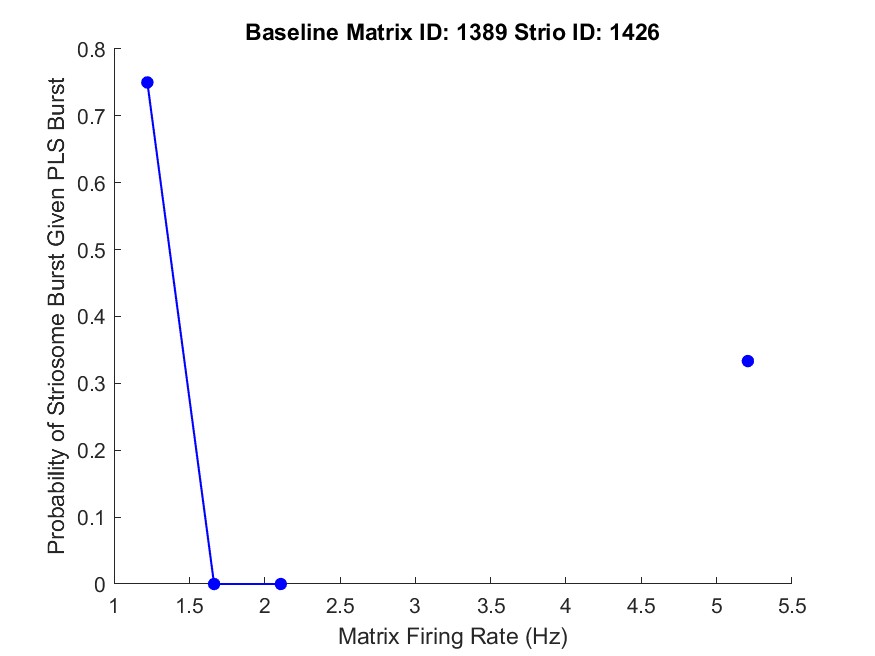 Baseline Matrix ID: 1389 Strio ID: 1426
Probability of Striosome Burst Given PLS Burst
0.8
0.7
0.6
0.5
0.4
0.3
0.2
0.1
0
1 1.5 2 2.5 3 3.5 4 4.5 5 5.5
Matrix Firing Rate (Hz)